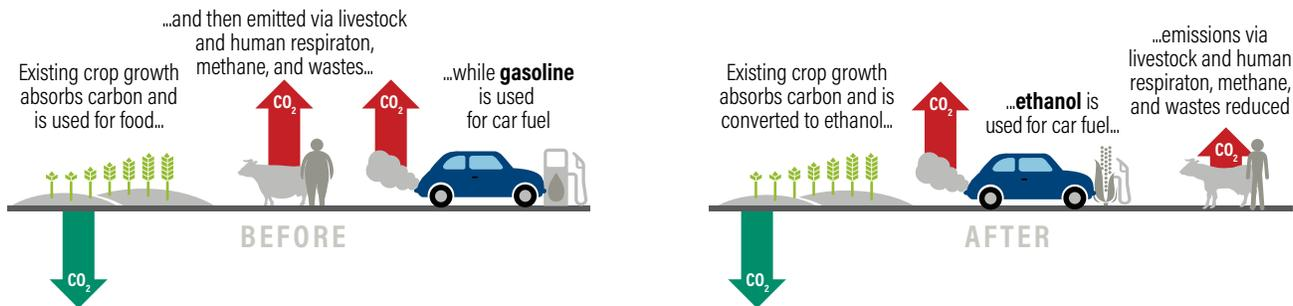 ...and then emitted via livestock
and human respiraton,
methane, and wastes...
Existing crop growth
absorbs carbon and
is used for food...
CO2
CO2
...while gasoline
is used
for car fuel
CO2
BEFORE
Existing crop growth
absorbs carbon and is
converted to ethanol...
CO2
...ethanol is
used for car fuel...
...emissions via
livestock and human
respiraton, methane,
and wastes reduced
CO2
CO2
AFTER